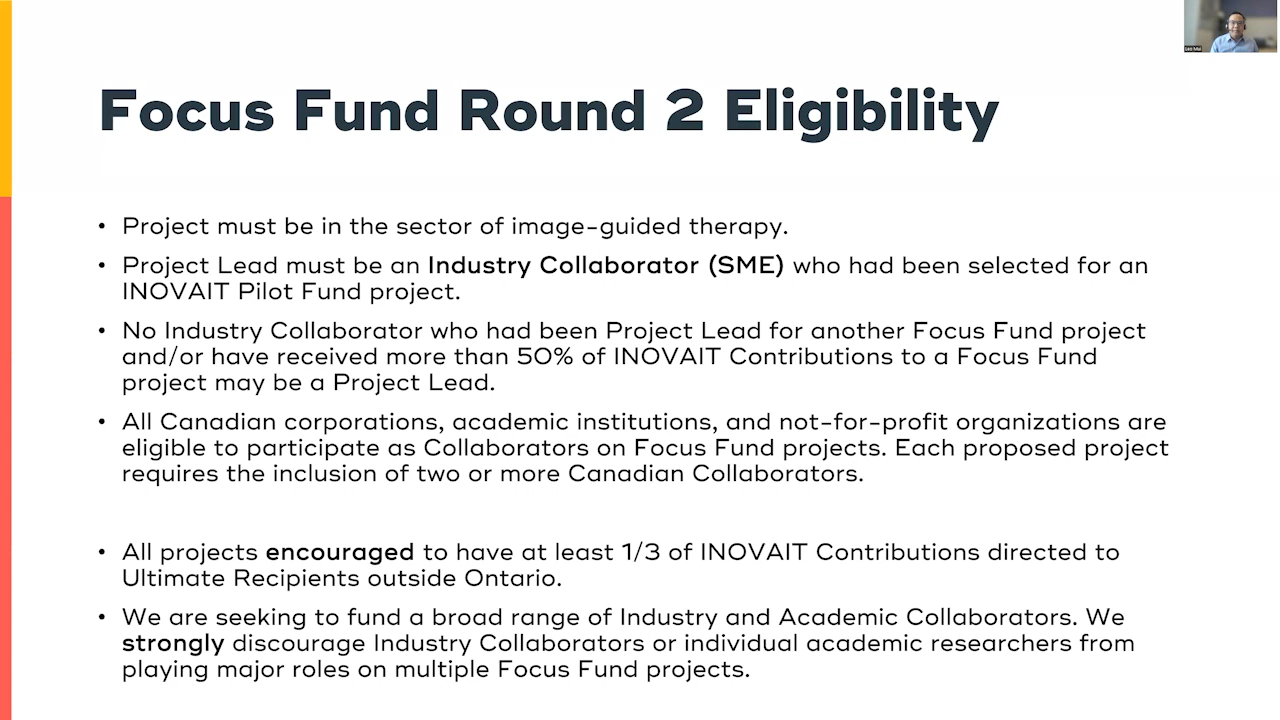 Focus Fund Round 2 Eligibility
• Project must be in the sector of image-guided therapy.
• Project Lead must be an Industry Collaborator (SME) who had been selected for an
INOVAIT Pilot Fund project.
• No Industry Collaborator who had been Project Lead for another Focus Fund project
and/or have received more than 50% of INOVAIT Contributions to a Focus Fund
project may be a Project Lead.
• All Canadian corporations, academic institutions, and not-for-profit organizations are
eligible to participate as Collaborators on Focus Fund projects. Each proposed project
requires the inclusion of two or more Canadian Collaborators.
• All projects encouraged to have at least 1/3 of INOVAIT Contributions directed to
Ultimate Recipients outside Ontario.
• We are seeking to fund a broad range of Industry and Academic Collaborators. We
strongly discourage Industry Collaborators or individual academic researchers from
playing major roles on multiple Focus Fund projects.